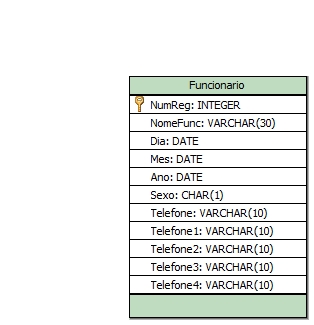 Funcionario
NumReg: INTEGER
NomeFunc: VARCHAR(30)
Dia: DATE
Mes: DATE
Ano: DATE
Sexo: CHAR(1)
Telefone: VARCHAR(10)
Telefone1: VARCHAR(10)
Telefone2: VARCHAR(10)
Telefone3: VARCHAR(10)
Telefone4: VARCHAR(10)